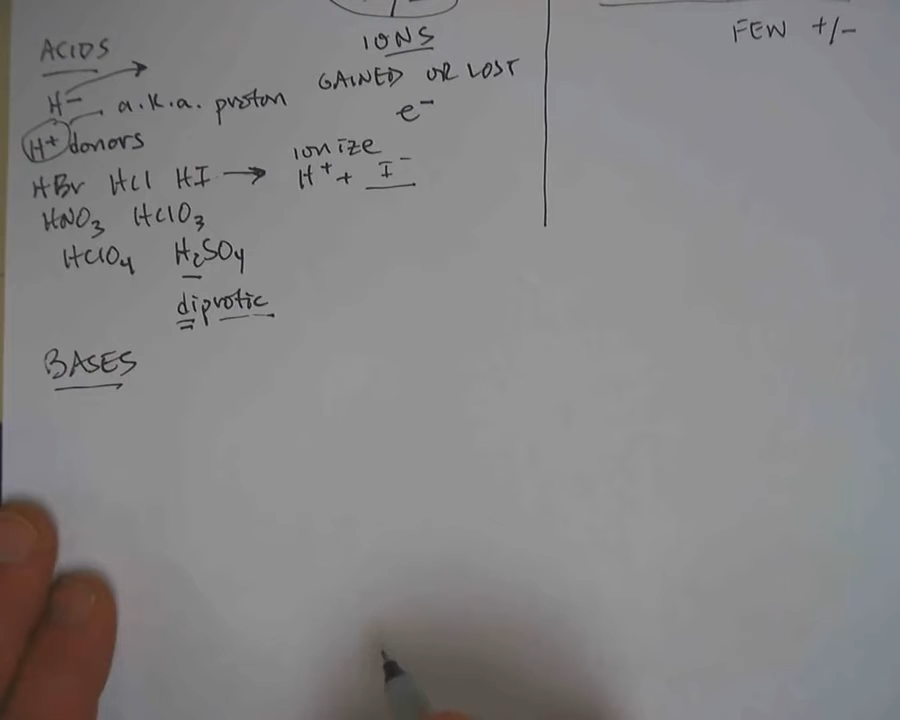 ACIDS
H–
a.k.a. proton
H+ donors
HBr HCl HI → H+ + I-
ionize
HNO3 HClO3
HClO4 H2SO4
diprotic
BASES
IONS
GAINED OR LOST
e-
FEW +/-